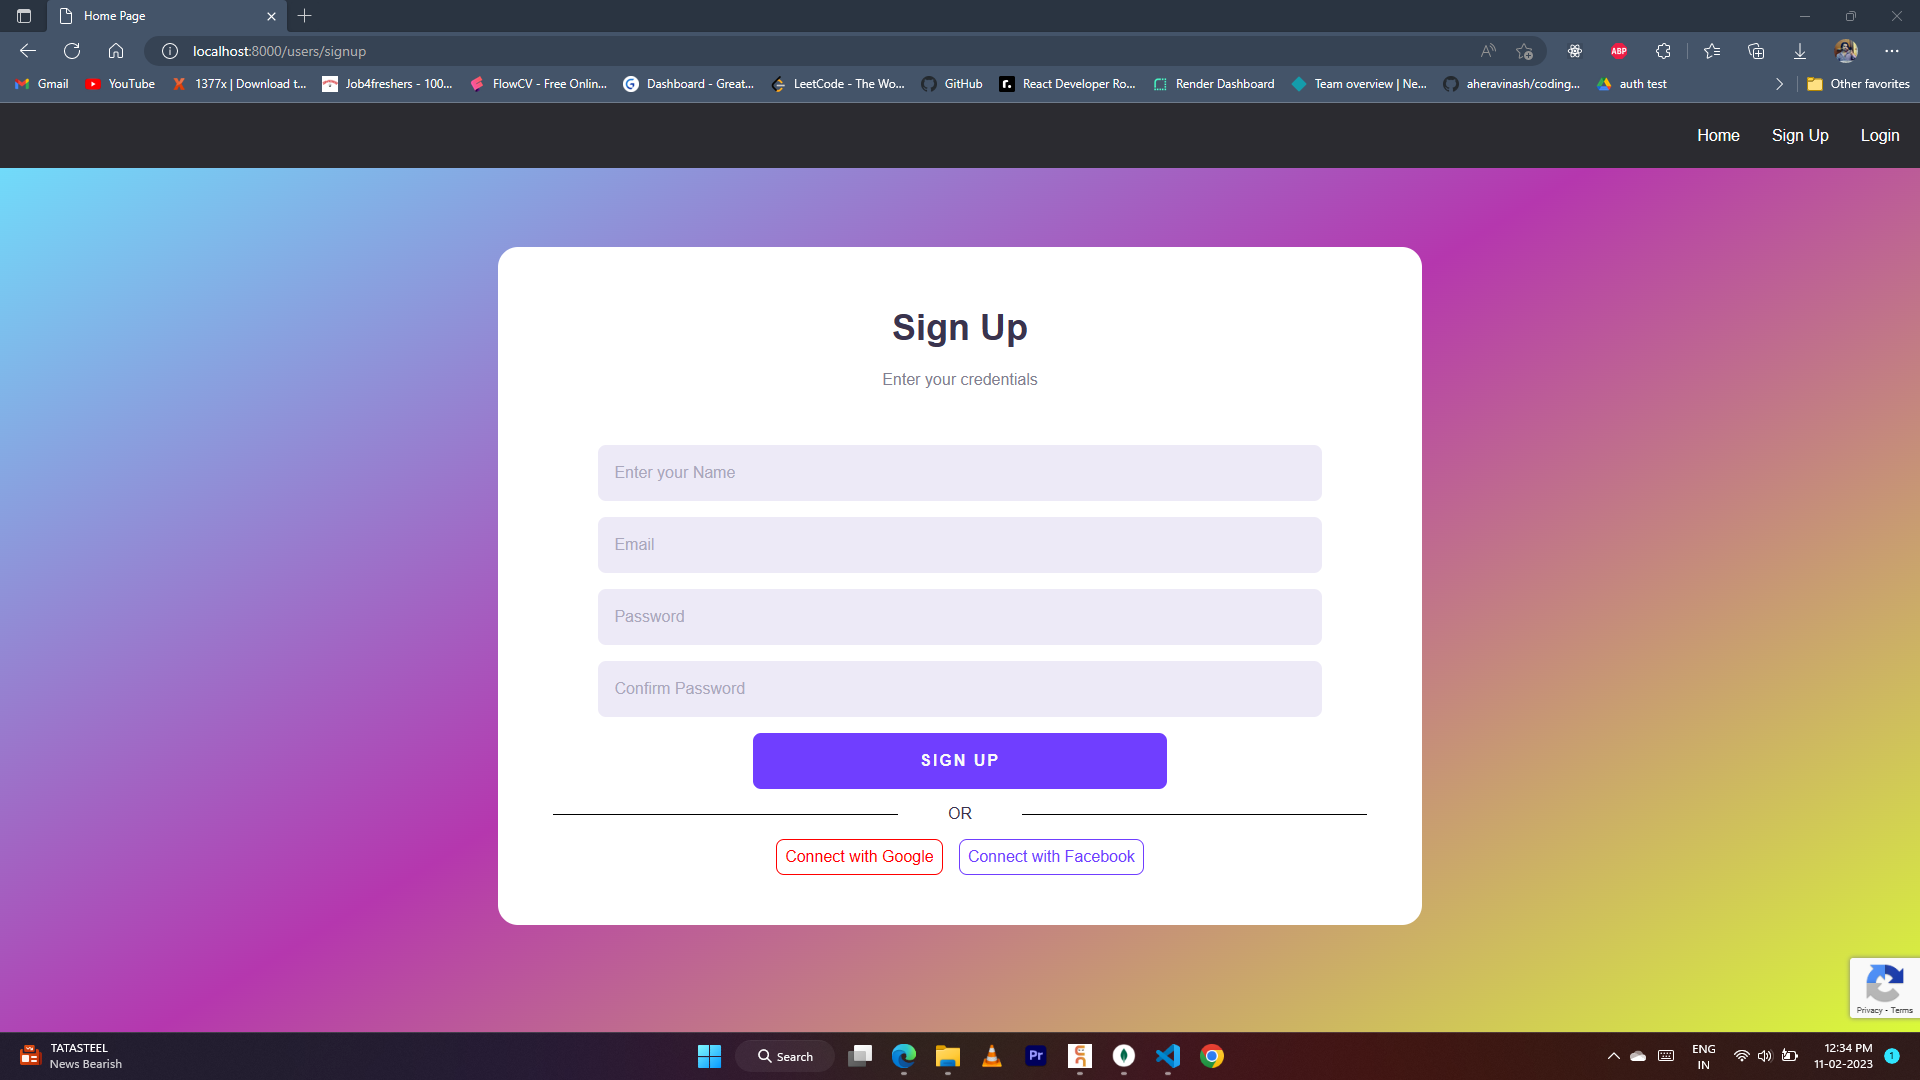 Home Page
localhost:8000/users/signup
ABP
Gmail
YouTube
1377x | Download t...
Job4freshers - 100...
FlowCV - Free Onlin...
Dashboard - Great...
LeetCode - The Wo...
GitHub
React Developer Ro...
Render Dashboard
Team overview | Ne...
aheravinash/coding...
auth test
Other favorites
Home
Sign Up
Login
Sign Up
Enter your credentials
Enter your Name
Email
Password
Confirm Password
SIGN UP
OR
Connect with Google
Connect with Facebook
Privacy - Terms
TATASTEEL
News Bearish
Search
Pr
ENG
IN
12:34 PM
11-02-2023
1